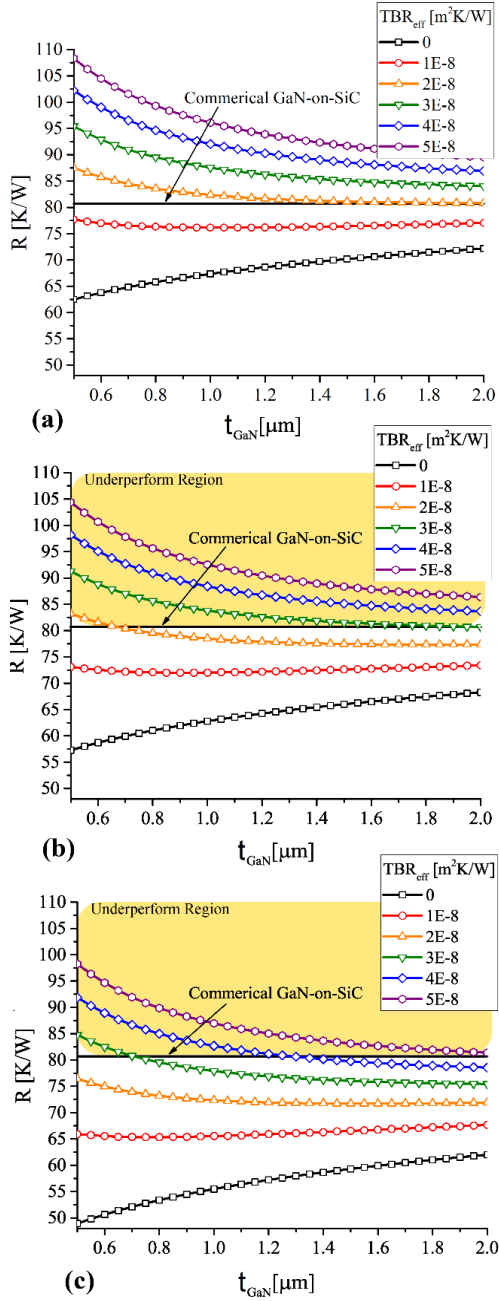 TBR_eff [m²K/W]
0
1E-8
2E-8
3E-8
4E-8
5E-8
Commerical GaN-on-SiC
R [K/W]
110
105
100
95
90
85
80
75
70
65
60
55
50
0.6 0.8 1.0 1.2 1.4 1.6 1.8 2.0
(a)
t_GaN[μm]
TBR_eff [m²K/W]
0
1E-8
2E-8
3E-8
4E-8
5E-8
Underperform Region
Commerical GaN-on-SiC
R [K/W]
110
105
100
95
90
85
80
75
70
65
60
55
50
0.6 0.8 1.0 1.2 1.4 1.6 1.8 2.0
(b)
t_GaN[μm]
TBR_eff [m²K/W]
0
1E-8
2E-8
3E-8
4E-8
5E-8
Underperform Region
Commerical GaN-on-SiC
R [K/W]
110
105
100
95
90
85
80
75
70
65
60
55
50
0.6 0.8 1.0 1.2 1.4 1.6 1.8 2.0
(c)
t_GaN[μm]